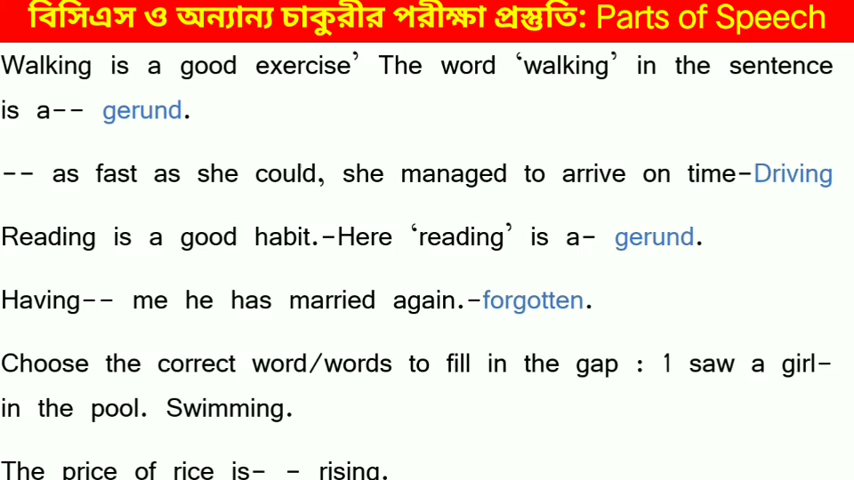 বিসিএস ও অন্যান্য চাকুরীর পরীক্ষা প্রস্তুতি: Parts of Speech
Walking is a good exercise’ The word ‘walking’ in the sentence
is a-- gerund.
-- as fast as she could, she managed to arrive on time-Driving
Reading is a good habit.-Here ‘reading’ is a- gerund.
Having-- me he has married again.-forgotten.
Choose the correct word/words to fill in the gap : 1 saw a girl-
in the pool. Swimming.
The price of rice is- - rising.